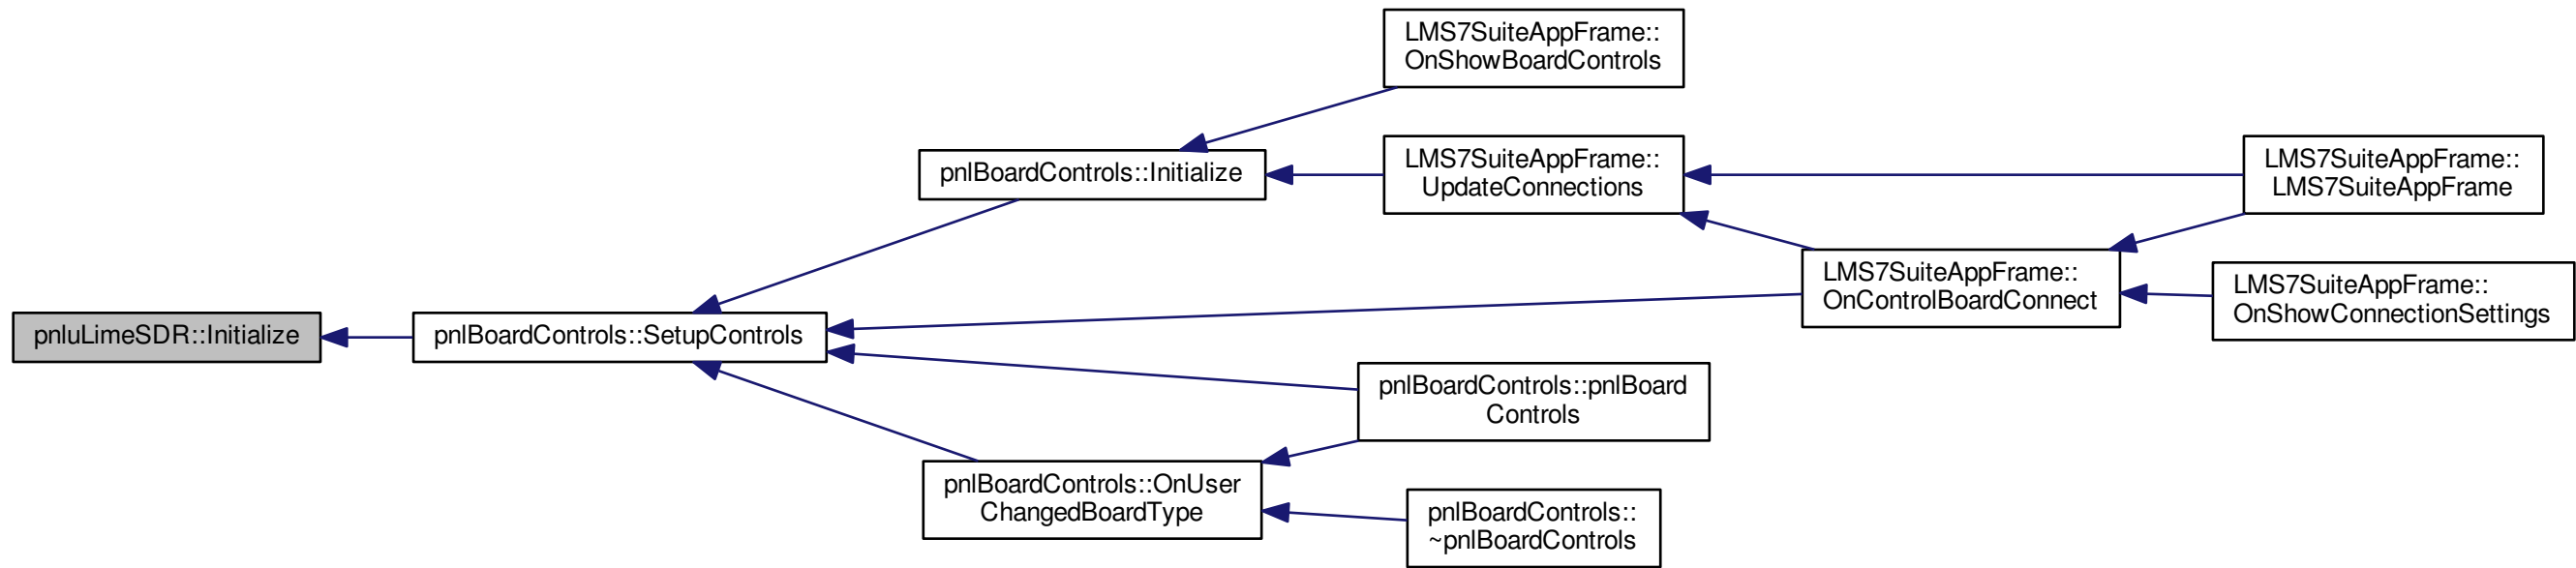 LMS7SuiteAppFrame::
OnShowBoardControls
pnlBoardControls::Initialize
LMS7SuiteAppFrame::
UpdateConnections
LMS7SuiteAppFrame::
LMS7SuiteAppFrame
LMS7SuiteAppFrame::
OnControlBoardConnect
LMS7SuiteAppFrame::
OnShowConnectionSettings
pnluLimeSDR::Initialize
pnlBoardControls::SetupControls
pnlBoardControls::pnlBoard
Controls
pnlBoardControls::OnUser
ChangedBoardType
pnlBoardControls::
~pnlBoardControls